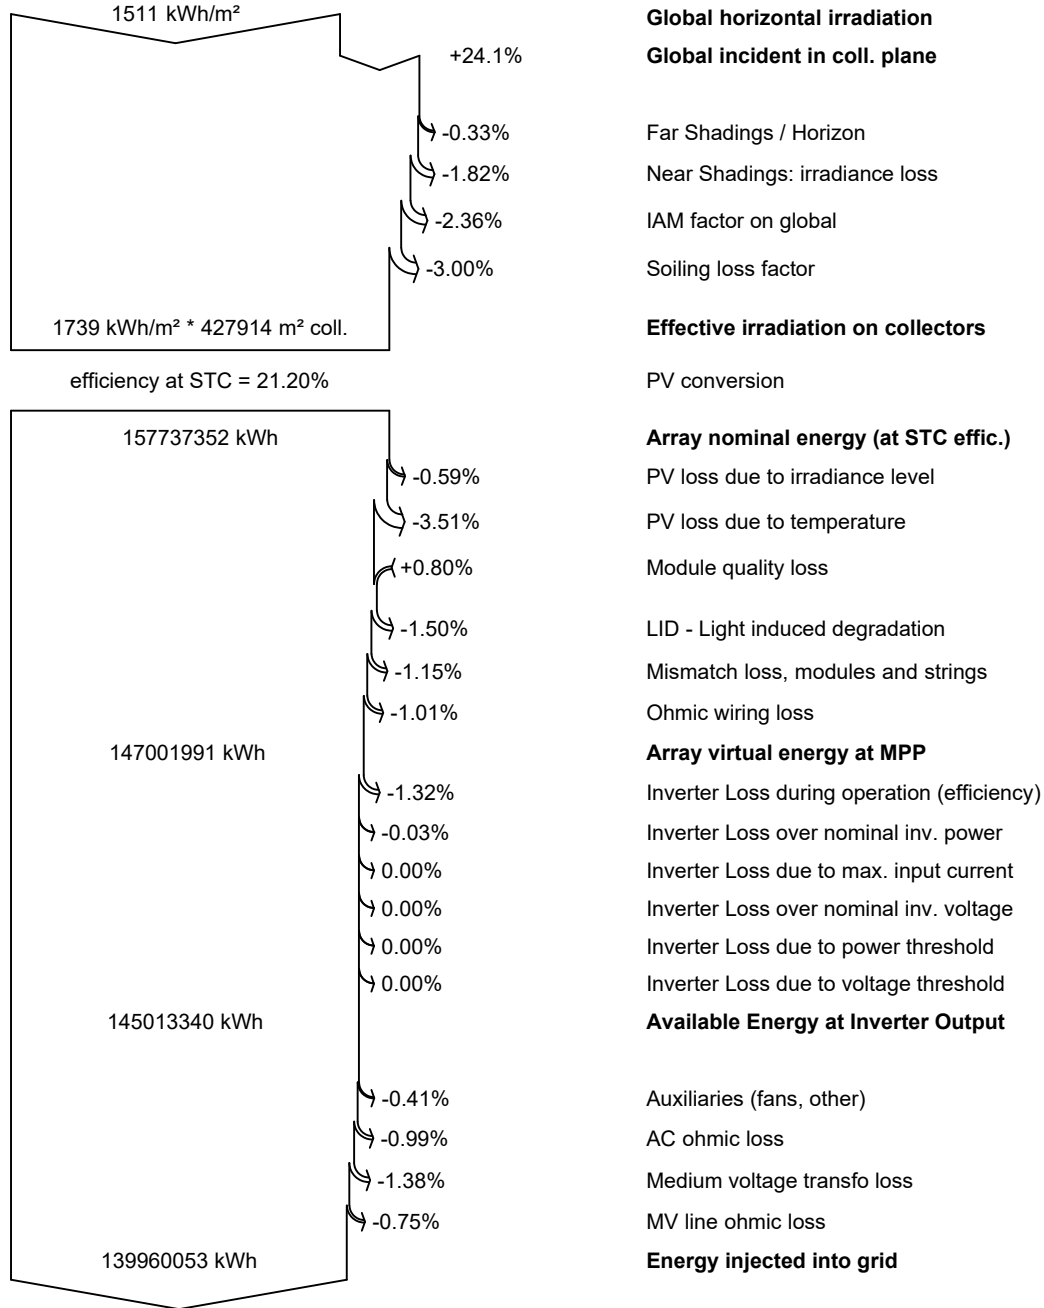 1511 kWh/m² Global horizontal irradiation
+24.1% Global incident in coll. plane
-0.33% Far Shadings / Horizon
-1.82% Near Shadings: irradiance loss
-2.36% IAM factor on global
-3.00% Soiling loss factor
1739 kWh/m² * 427914 m² coll. Effective irradiation on collectors
efficiency at STC = 21.20% PV conversion
157737352 kWh Array nominal energy (at STC effic.)
-0.59% PV loss due to irradiance level
-3.51% PV loss due to temperature
+0.80% Module quality loss
-1.50% LID - Light induced degradation
-1.15% Mismatch loss, modules and strings
-1.01% Ohmic wiring loss
147001991 kWh Array virtual energy at MPP
-1.32% Inverter Loss during operation (efficiency)
-0.03% Inverter Loss over nominal inv. power
0.00% Inverter Loss due to max. input current
0.00% Inverter Loss over nominal inv. voltage
0.00% Inverter Loss due to power threshold
0.00% Inverter Loss due to voltage threshold
145013340 kWh Available Energy at Inverter Output
-0.41% Auxiliaries (fans, other)
-0.99% AC ohmic loss
-1.38% Medium voltage transfo loss
-0.75% MV line ohmic loss
139960053 kWh Energy injected into grid